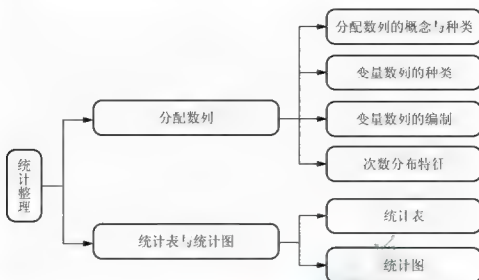 分配数列的概念与种类
变量数列的种类
分配数列
变量数列的编制
次数分布特征
统计整理
统计表
统计表与统计图
统计图